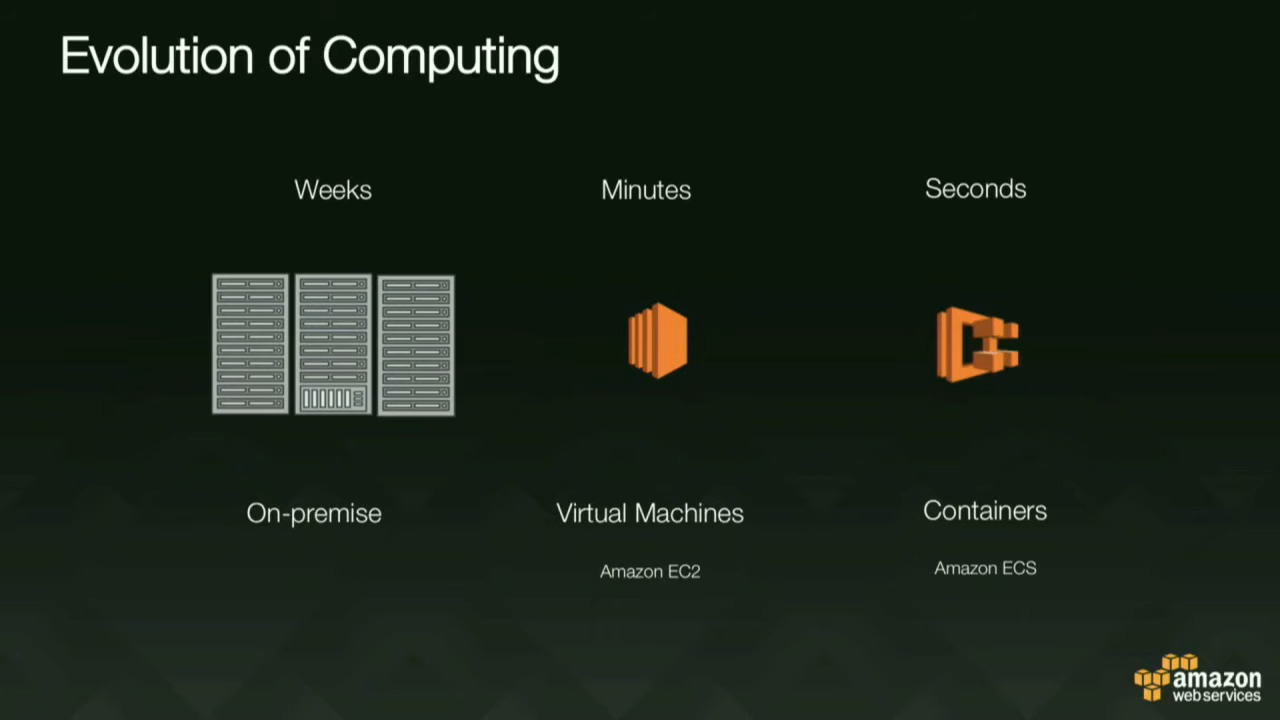 Evolution of Computing
Weeks
Minutes
Seconds
On-premise
Virtual Machines
Containers
Amazon EC2
Amazon ECS
amazon
web services